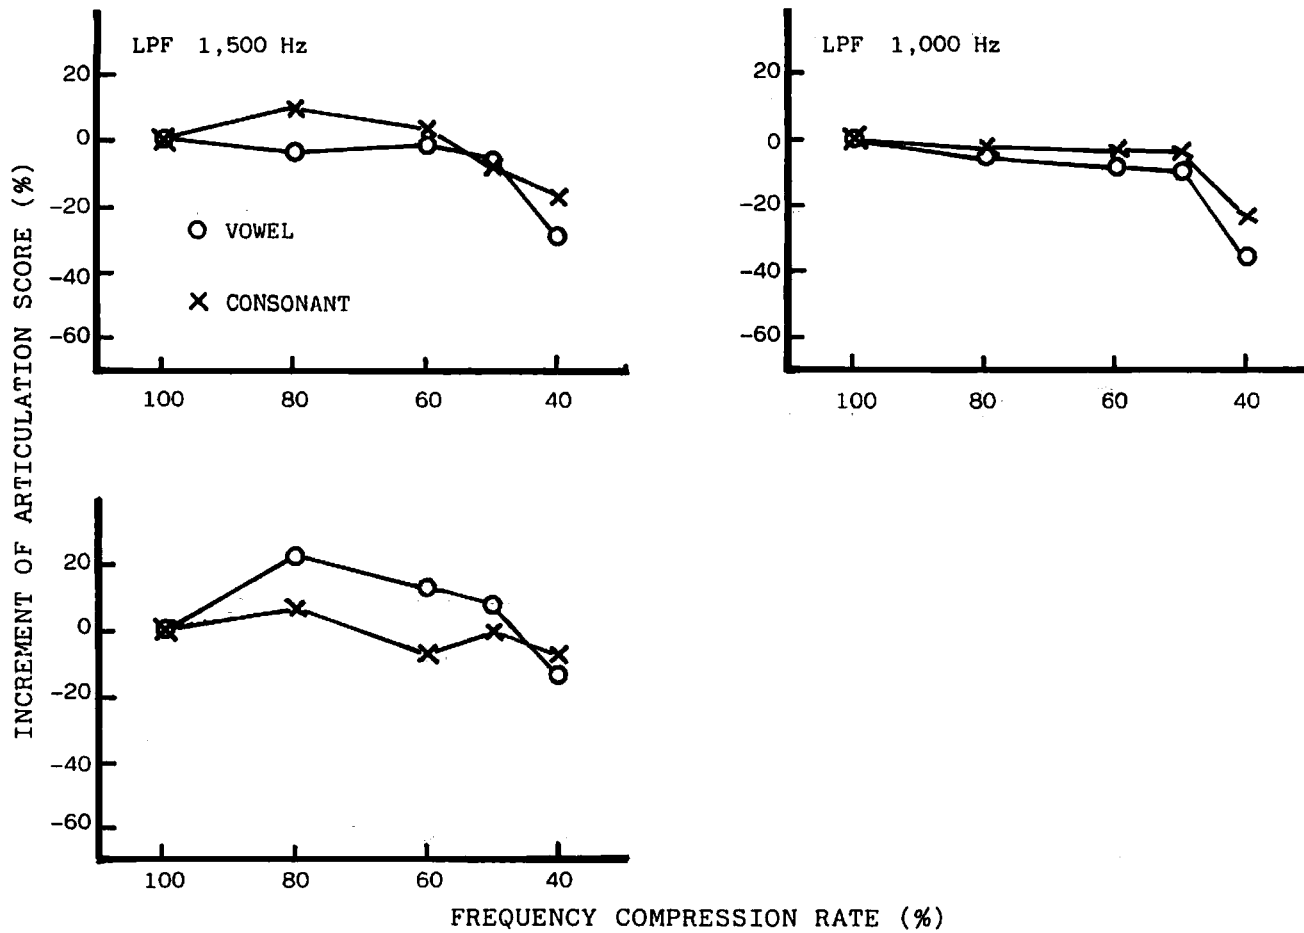 LPF 1,500 Hz
20
0
-20
-40
-60
VOWEL
CONSONANT
100 80 60 40
LPF 1,000 Hz
20
0
-20
-40
-60
100 80 60 40
20
0
-20
-40
-60
100 80 60 40
INCREMENT OF ARTICULATION SCORE (%)
FREQUENCY COMPRESSION RATE (%)